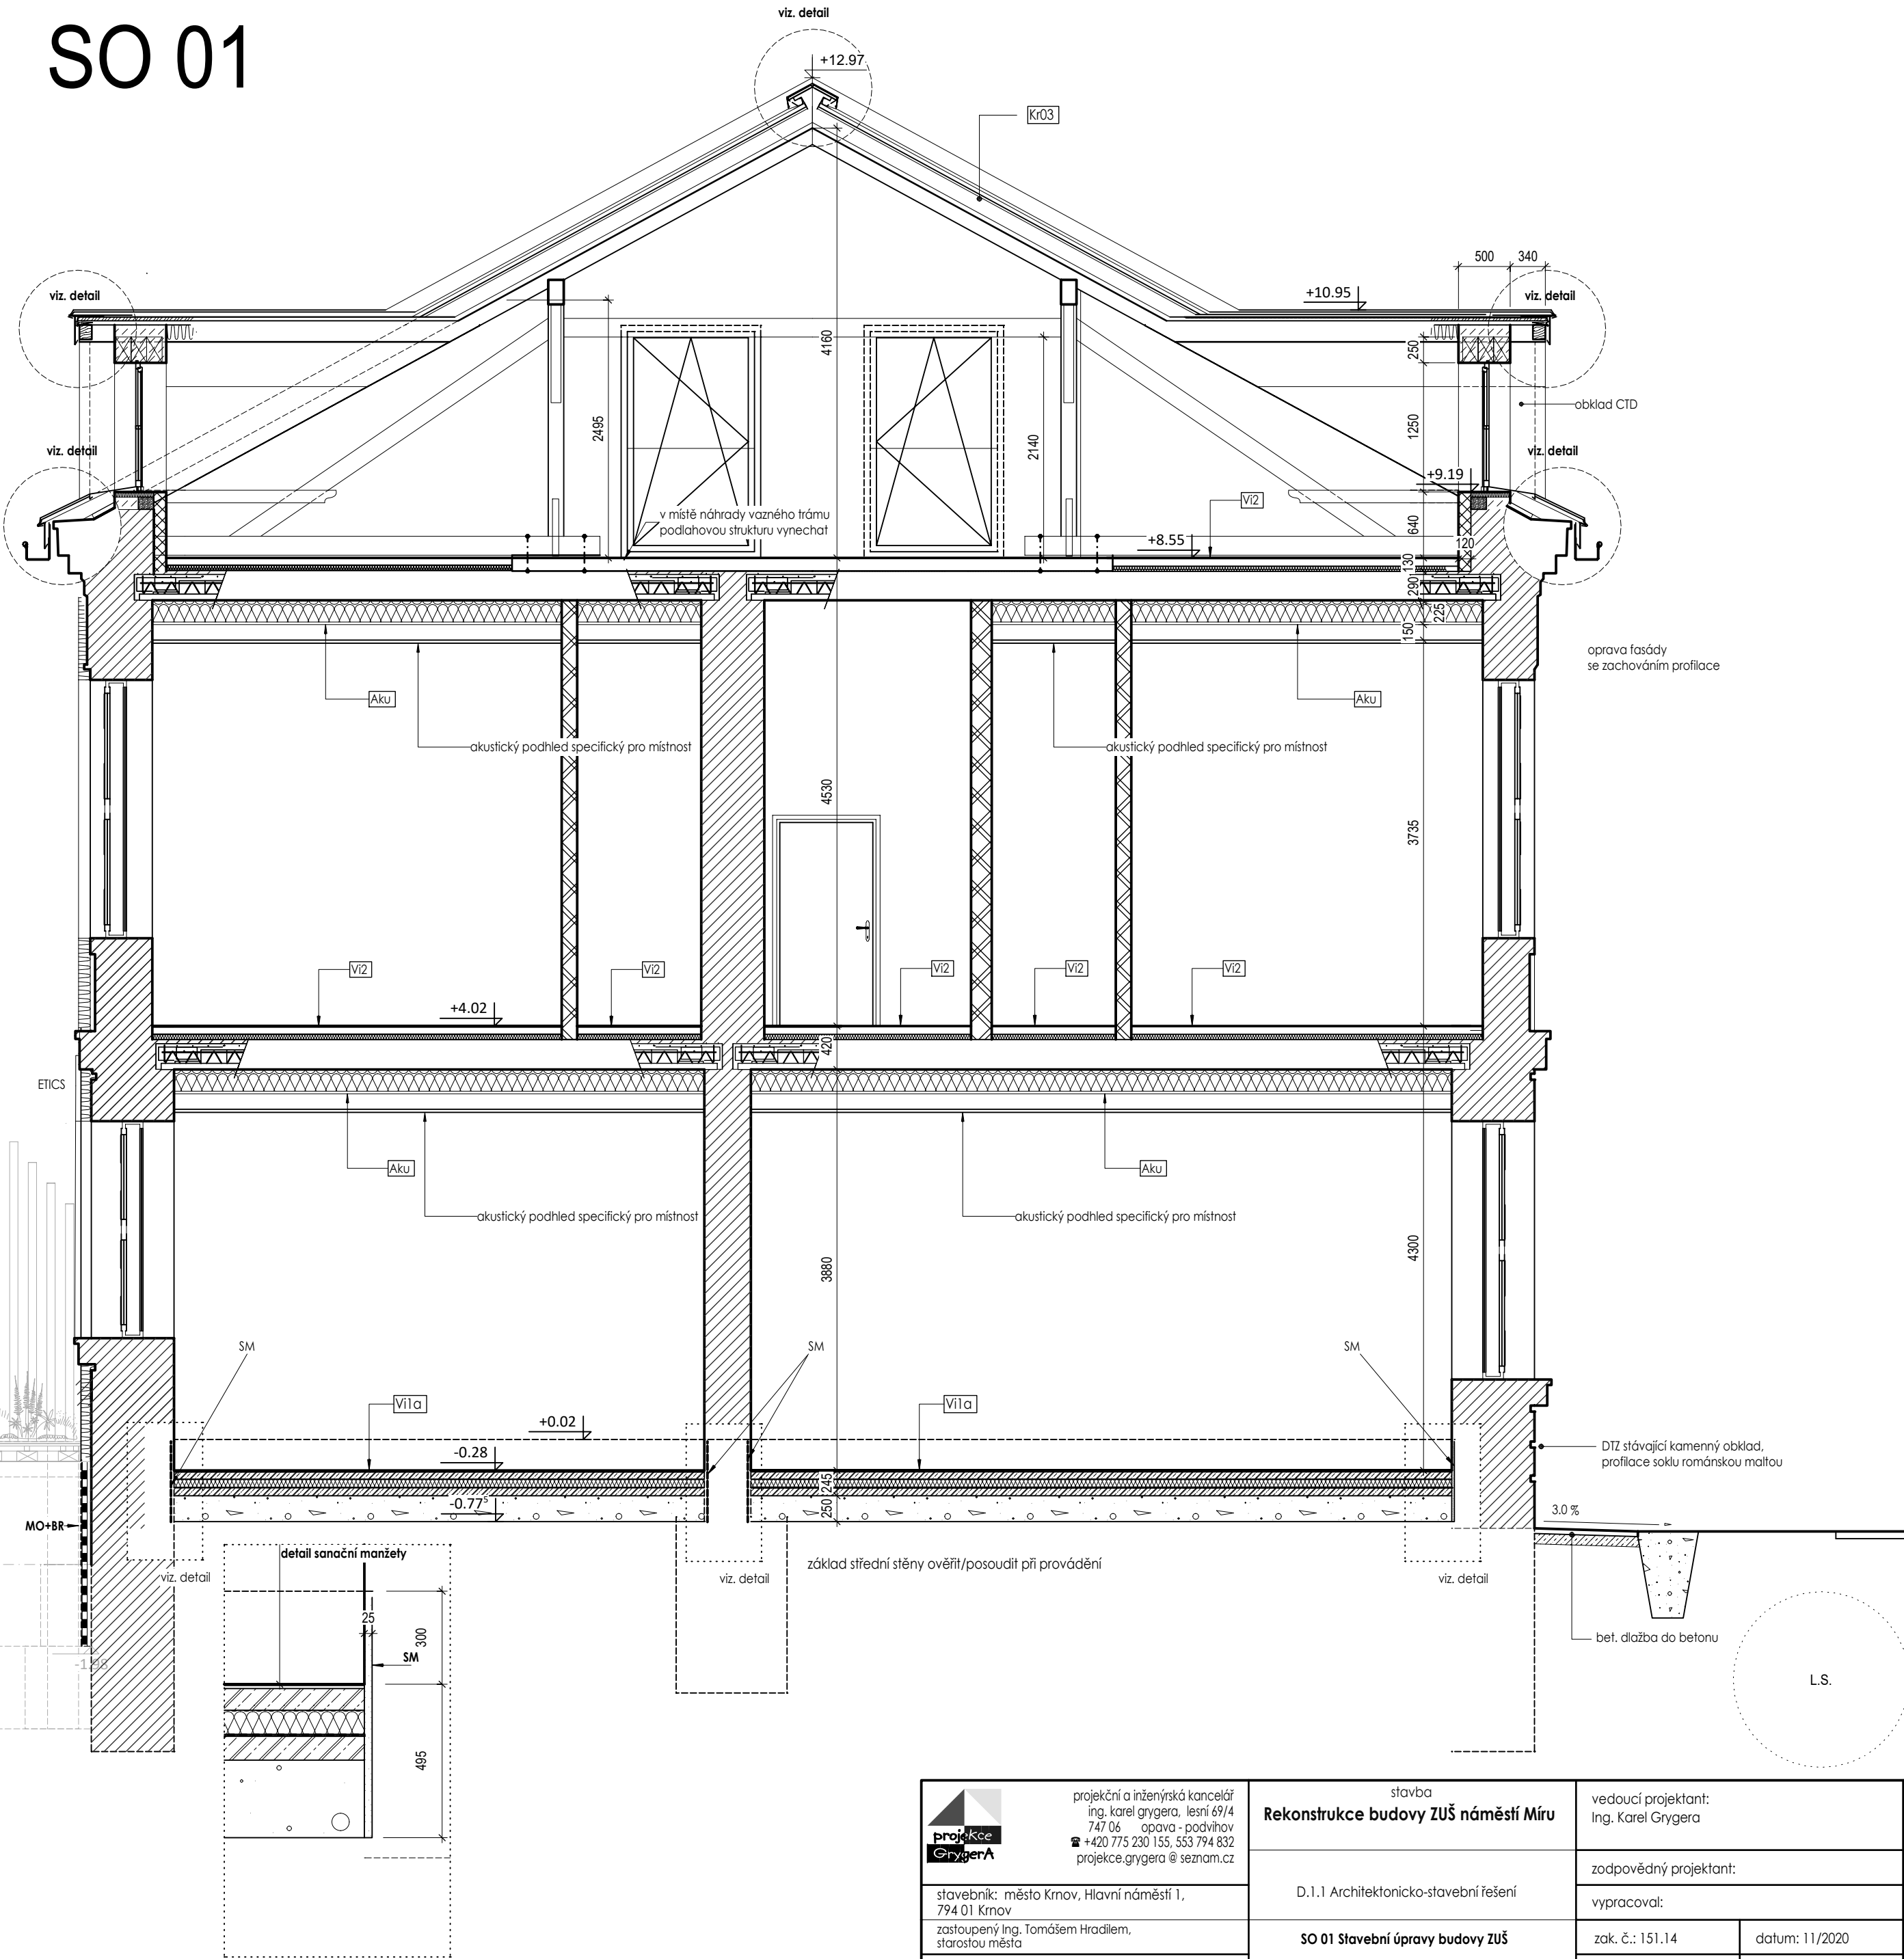 SO 01
viz. detail
+12.97
Kr03
500 340
viz. detail
+10.95
viz. detail
4160
250
obklad CTD
2495
1250
2140
viz. detail
viz. detail
+9.19
Vi2
v místě náhrady vazného trámu
podlahovou strukturu vynechat
640
+8.55
120
130
290
225
150
oprava fasády
se zachováním profilace
Aku
Aku
akustický podhled specifický pro místnost
akustický podhled specifický pro místnost
4530
3735
Vi2
Vi2
Vi2
Vi2
Vi2
+4.02
420
ETICS
Aku
Aku
akustický podhled specifický pro místnost
akustický podhled specifický pro místnost
3880
4300
SM
SM
SM
Vi1a
Vi1a
+0.02
-0.28
DTZ stávající kamenný obklad,
profilace soklu románskou maltou
245
-0.77⁵
250
3.0 %
MO+BR
detail sanační manžety
základ střední stěny ověřit/posoudit při provádění
viz. detail
viz. detail
viz. detail
25
300
SM
bet. dlažba do betonu
-1.98
L.S.
495
projekce
GrygerA
projekční a inženýrská kancelář
ing. karel grygera, lesní 69/4
747 06 opava - podvihov
☎ +420 775 230 155, 553 794 832
projekce.grygera @ seznam.cz
stavba
Rekonstrukce budovy ZUŠ náměstí Míru
vedoucí projektant:
Ing. Karel Grygera
zodpovědný projektant:
stavebník: město Krnov, Hlavní náměstí 1,
794 01 Krnov
D.1.1 Architektonicko-stavební řešení
vypracoval:
zastoupený Ing. Tomášem Hradilem,
starostou města
SO 01 Stavební úpravy budovy ZUŠ
zak. č.: 151.14
datum: 11/2020